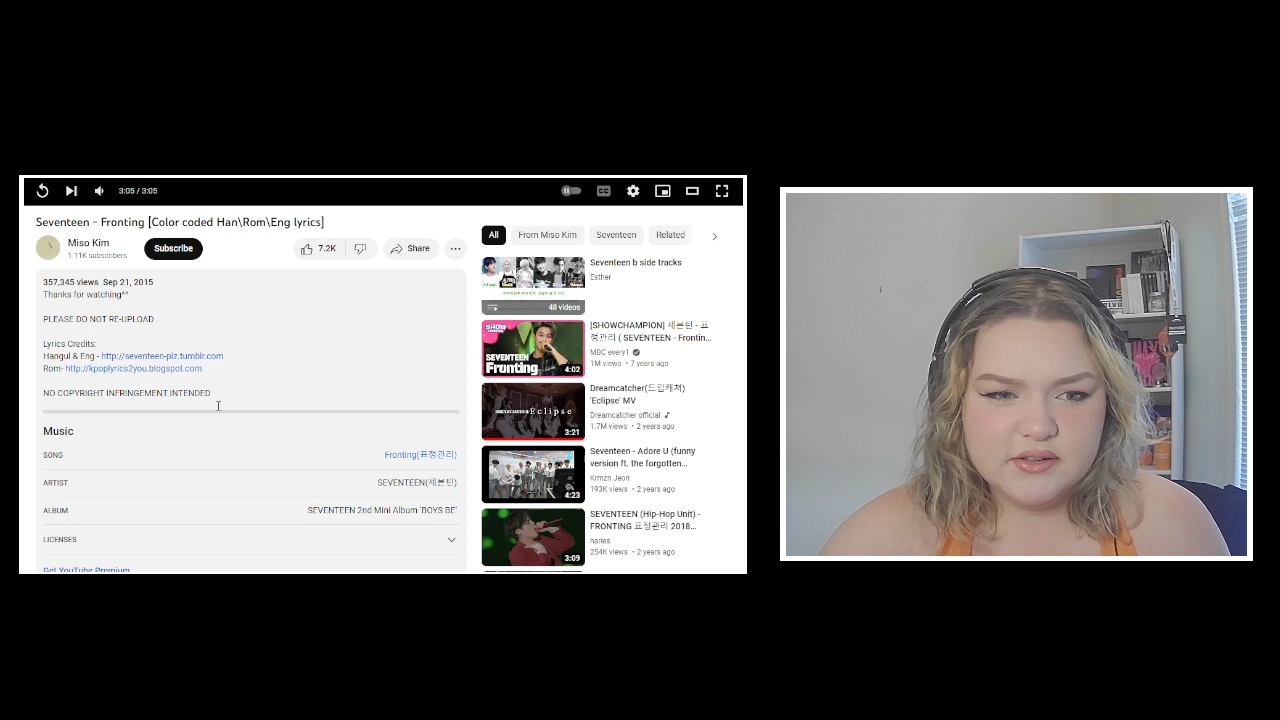 3:05 / 3:05
Seventeen - Fronting [Color coded Han\Rom\Eng lyrics]
Miso Kim
1.11K subscribers
Subscribe
7.2K
Share
357,345 views Sep 21, 2015
Thanks for watching^^
PLEASE DO NOT RE-UPLOAD
Lyrics Credits:
Hangul & Eng - http://seventeen-plz.tumblr.com
Rom- http://kpoplyrics2you.blogspot.com
NO COPYRIGHT INFRINGEMENT INTENDED
Music
SONG
Fronting(표정관리)
ARTIST
SEVENTEEN(세븐틴)
ALBUM
SEVENTEEN 2nd Mini Album 'BOYS BE'
LICENSES
Get YouTube Premium
All
From Miso Kim
Seventeen
Related
Seventeen b side tracks
Esther
48 videos
[SHOWCHAMPION] 세븐틴 - 표
정관리 ( SEVENTEEN - Frontin...
MBC every1
1M views • 7 years ago
SEVENTEEN
Fronting
4:02
Dreamcatcher(드림캐쳐)
'Eclipse' MV
Dreamcatcher official
1.7M views • 2 years ago
Eclipse
3:21
Seventeen - Adore U (funny
version ft. the forgotten...
Krmzn Jeon
193K views • 2 years ago
4:23
SEVENTEEN (Hip-Hop Unit) -
FRONTING 표정관리 2018...
haries
254K views • 2 years ago
3:09